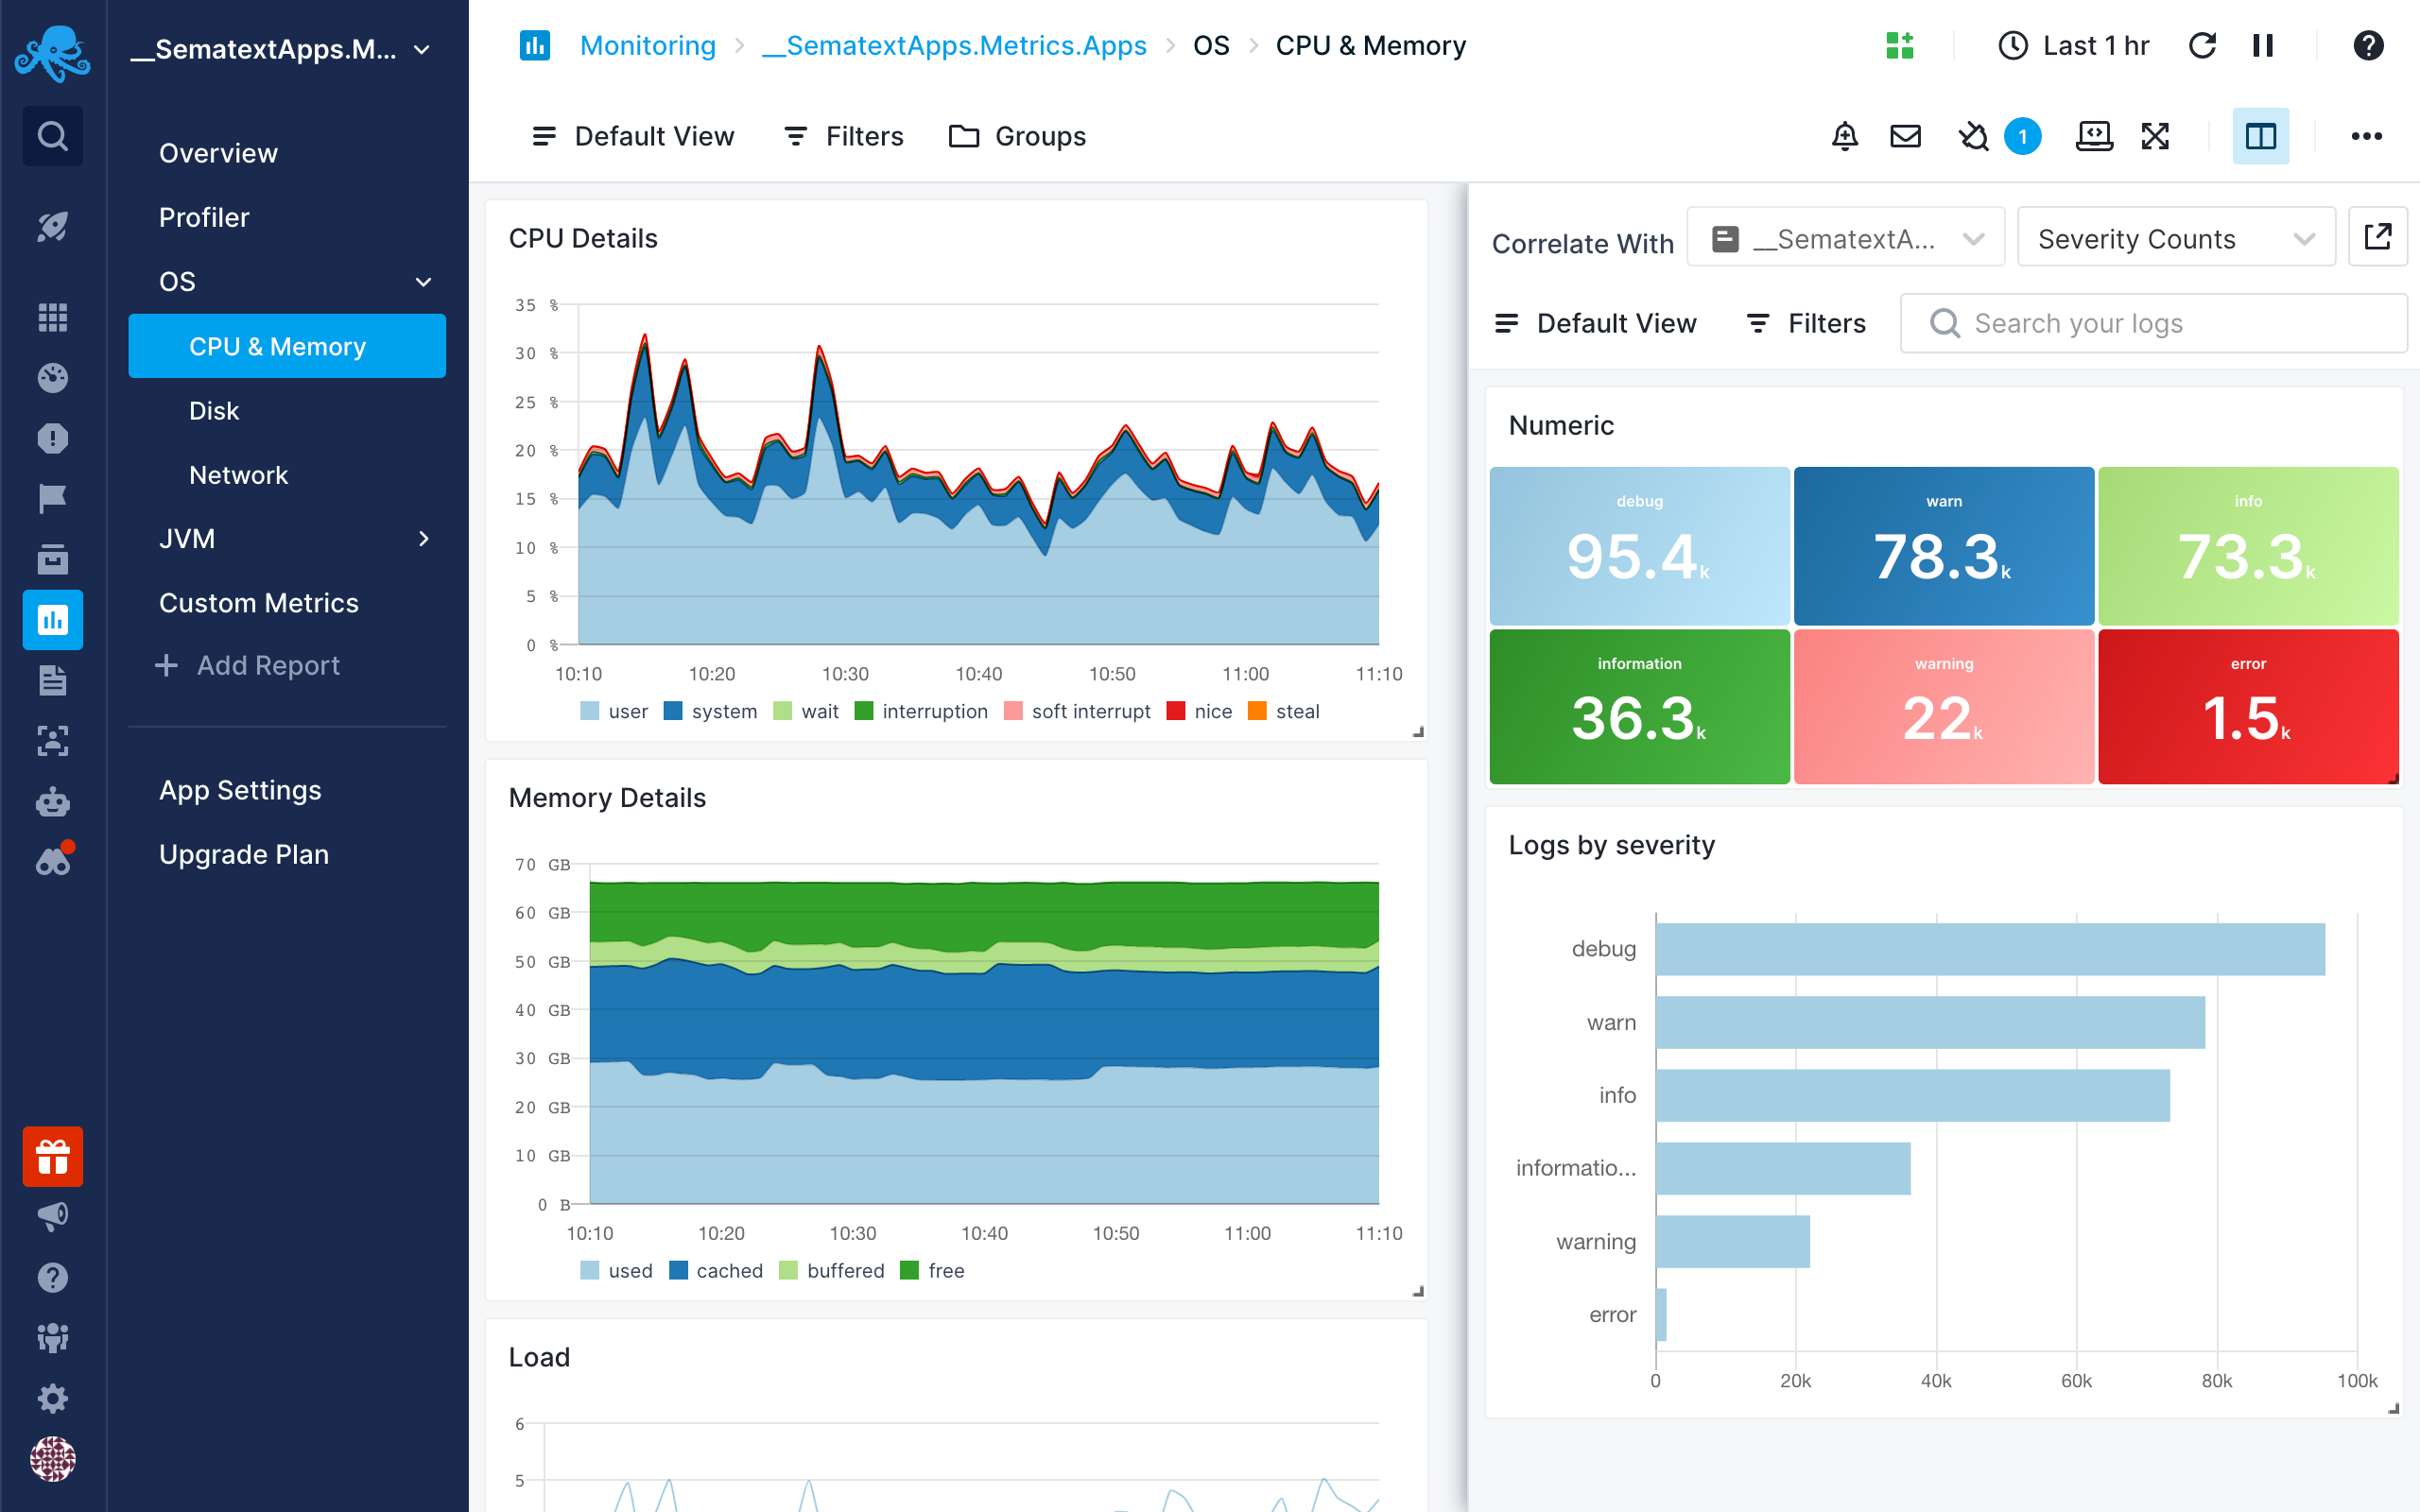 __SematextApps.M...
Overview
Profiler
OS
CPU & Memory
Disk
Network
JVM
Custom Metrics
Add Report
App Settings
Upgrade Plan
Monitoring > __SematextApps.Metrics.Apps > OS > CPU & Memory
Last 1 hr
Default View Filters Groups
1
CPU Details
35 %
30 %
25 %
20 %
15 %
10 %
5 %
0 %
10:10 10:20 10:30 10:40 10:50 11:00 11:10
user system wait interruption soft interrupt nice steal
Memory Details
70 GB
60 GB
50 GB
40 GB
30 GB
20 GB
10 GB
0 B
10:10 10:20 10:30 10:40 10:50 11:00 11:10
used cached buffered free
Load
6
5
Correlate With __SematextA... Severity Counts
Default View Filters Search your logs
Numeric
debug warn info
95.4k 78.3k 73.3k
information warning error
36.3k 22k 1.5k
Logs by severity
debug
warn
info
informatio...
warning
error
0 20k 40k 60k 80k 100k